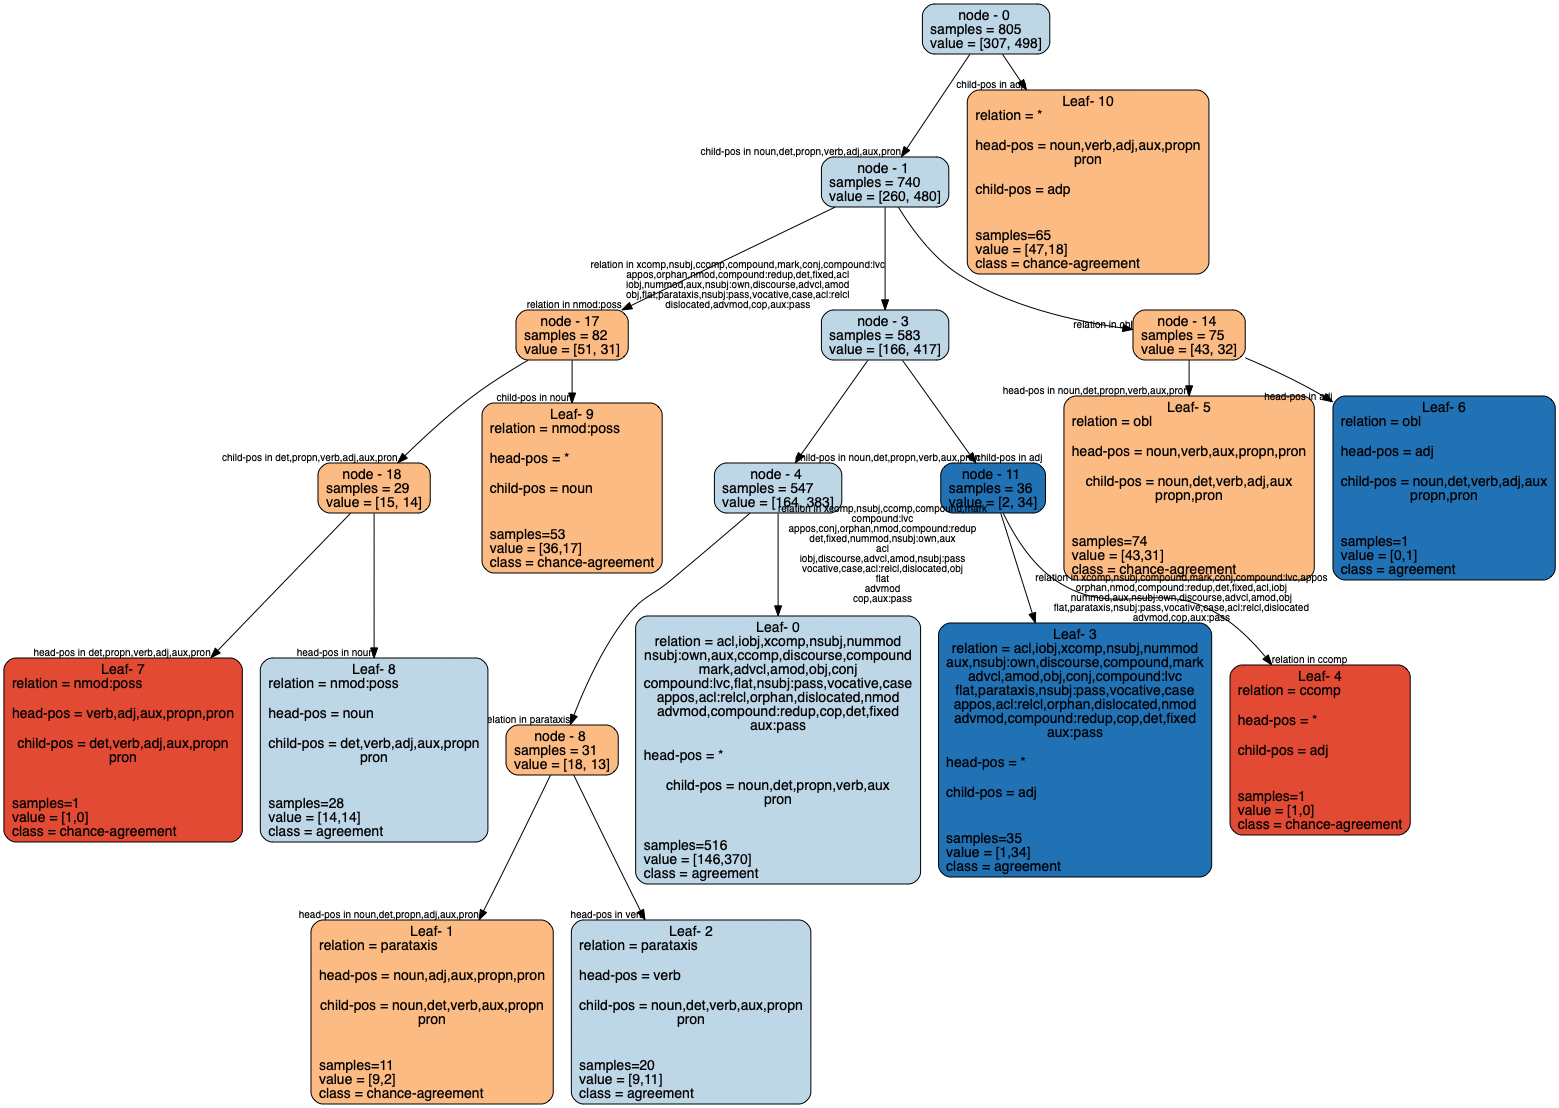 node - 0
samples = 805
value = [307, 498]
child-pos in
Leaf- 10
relation = *
head-pos = noun,verb,adj,aux,propn
pron
child-pos = adp
samples=65
value = [47,18]
class = chance-agreement
child-pos in noun,det,propn,verb,adj,aux,pron
node - 1
samples = 740
value = [260, 480]
relation in xcomp,nsubj,ccomp,compound,mark,conj,compound:lvc
appos,orphan,nmod,compound:redup,det,fixed,acl
iobj,nummod,aux,nsubj:own,discourse,advcl,amod
obj,flat,parataxis,nsubj:pass,vocative,case,acl:relcl
dislocated,advmod,cop,aux:pass
relation in nmod:poss
relation in obl
node - 17
samples = 82
value = [51, 31]
node - 3
samples = 583
value = [166, 417]
node - 14
samples = 75
value = [43, 32]
child-pos in noun
Leaf- 9
relation = nmod:poss
head-pos = *
child-pos = noun
samples=53
value = [36,17]
class = chance-agreement
head-pos in noun,det,propn,verb,aux,pron
Leaf- 5
relation = obl
head-pos = noun,verb,aux,propn,pron
child-pos = noun,det,verb,adj,aux
propn,pron
samples=74
value = [43,31]
class = chance-agreement
head-pos in adj
Leaf- 6
relation = obl
head-pos = adj
child-pos = noun,det,verb,adj,aux
propn,pron
samples=1
value = [0,1]
class = agreement
child-pos in det,propn,verb,adj,aux,pron
node - 18
samples = 29
value = [15, 14]
child-pos in noun,det,propn,verb,aux,pron
node - 4
samples = 547
value = [164, 383]
child-pos in adj
node - 11
samples = 36
value = [2, 34]
relation in xcomp,nsubj,ccomp,compound,mark
compound:lvc
appos,conj,orphan,nmod,compound:redup
det,fixed,nummod,nsubj:own,aux
acl
iobj,discourse,advcl,amod,nsubj:pass
vocative,case,acl:relcl,dislocated,obj
flat
advmod
cop,aux:pass
relation in xcomp,nsubj,compound,mark,conj,compound:lvc,appos
orphan,nmod,compound:redup,det,fixed,acl,iobj
nummod,aux,nsubj:own,discourse,advcl,amod,obj
flat,parataxis,nsubj:pass,vocative,case,acl:relcl,dislocated
advmod,cop,aux:pass
head-pos in det,propn,verb,adj,aux,pron
Leaf- 7
relation = nmod:poss
head-pos = verb,adj,aux,propn,pron
child-pos = det,verb,adj,aux,propn
pron
samples=1
value = [1,0]
class = chance-agreement
head-pos in noun
Leaf- 8
relation = nmod:poss
head-pos = noun
child-pos = det,verb,adj,aux,propn
pron
samples=28
value = [14,14]
class = agreement
relation in parataxis
node - 8
samples = 31
value = [18, 13]
Leaf- 0
relation = acl,iobj,xcomp,nsubj,nummod
nsubj:own,aux,ccomp,discourse,compound
mark,advcl,amod,obj,conj
compound:lvc,flat,nsubj:pass,vocative,case
appos,acl:relcl,orphan,dislocated,nmod
advmod,compound:redup,cop,det,fixed
aux:pass
head-pos = *
child-pos = noun,det,propn,verb,aux
pron
samples=516
value = [146,370]
class = agreement
Leaf- 3
relation = acl,iobj,xcomp,nsubj,nummod
aux,nsubj:own,discourse,compound,mark
advcl,amod,obj,conj,compound:lvc
flat,parataxis,nsubj:pass,vocative,case
appos,acl:relcl,orphan,dislocated,nmod
advmod,compound:redup,cop,det,fixed
aux:pass
head-pos = *
child-pos = adj
samples=35
value = [1,34]
class = agreement
relation in ccomp
Leaf- 4
relation = ccomp
head-pos = *
child-pos = adj
samples=1
value = [1,0]
class = chance-agreement
head-pos in noun,det,propn,adj,aux,pron
Leaf- 1
relation = parataxis
head-pos = noun,adj,aux,propn,pron
child-pos = noun,det,verb,aux,propn
pron
samples=11
value = [9,2]
class = chance-agreement
head-pos in verb
Leaf- 2
relation = parataxis
head-pos = verb
child-pos = noun,det,verb,aux,propn
pron
samples=20
value = [9,11]
class = agreement